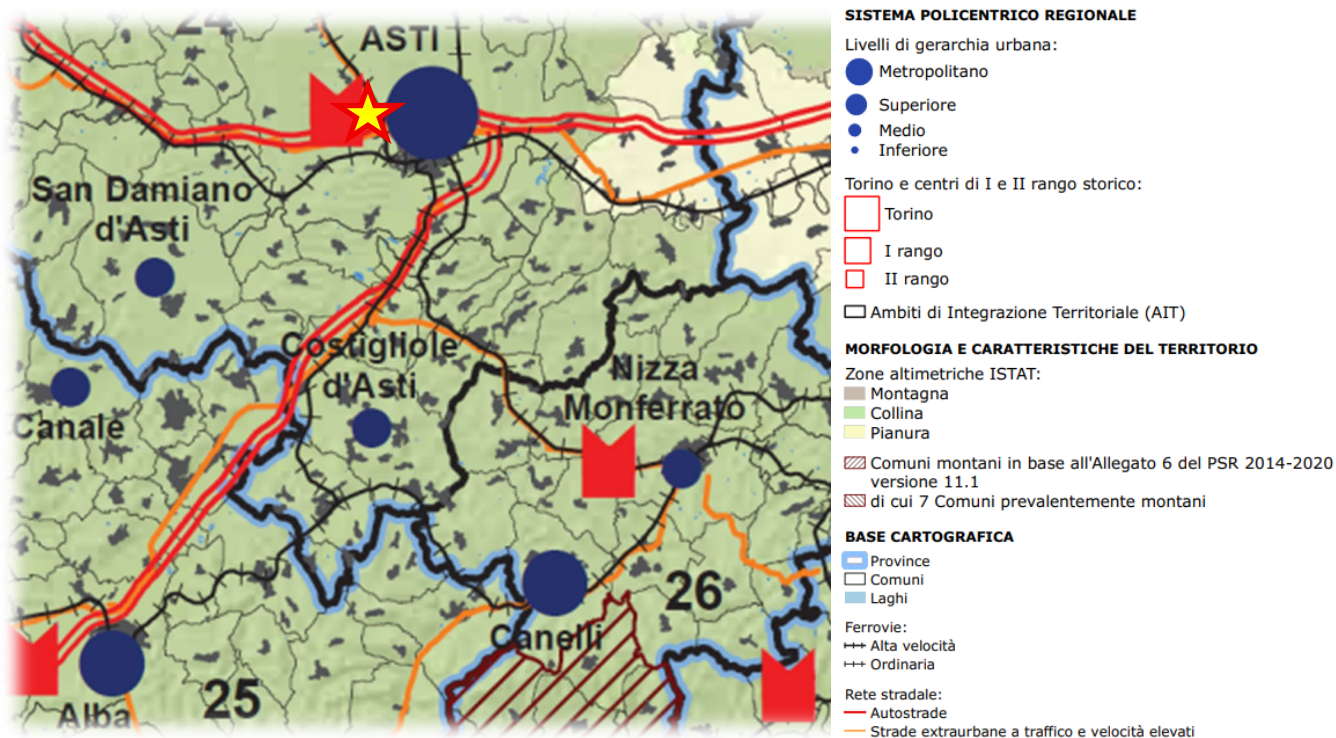 24
ASTI
San Damiano
d'Asti
Costigliole
d'Asti
Nizza
Monferrato
Canale
26
Canelli
25
Alba
SISTEMA POLICENTRICO REGIONALE
Livelli di gerarchia urbana:
Metropolitano
Superiore
Medio
Inferiore
Torino e centri di I e II rango storico:
Torino
I rango
II rango
Ambiti di Integrazione Territoriale (AIT)
MORFOLOGIA E CARATTERISTICHE DEL TERRITORIO
Zone altimetriche ISTAT:
Montagna
Collina
Pianura
Comuni montani in base all'Allegato 6 del PSR 2014-2020
versione 11.1
di cui 7 Comuni prevalentemente montani
BASE CARTOGRAFICA
Province
Comuni
Laghi
Ferrovie:
Alta velocità
Ordinaria
Rete stradale:
Autostrade
Strade extraurbane a traffico e velocità elevati